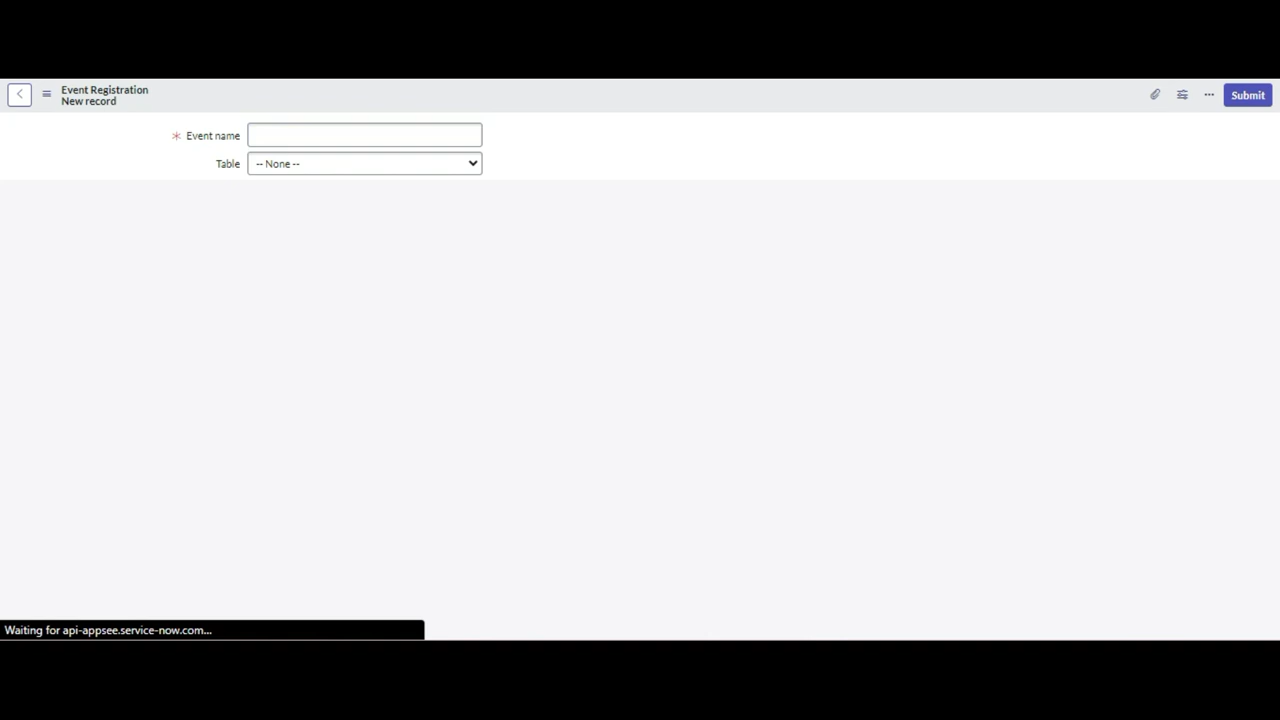 Event Registration
New record
Submit
* Event name
Table
-- None --
Waiting for api-appsee.service-now.com...